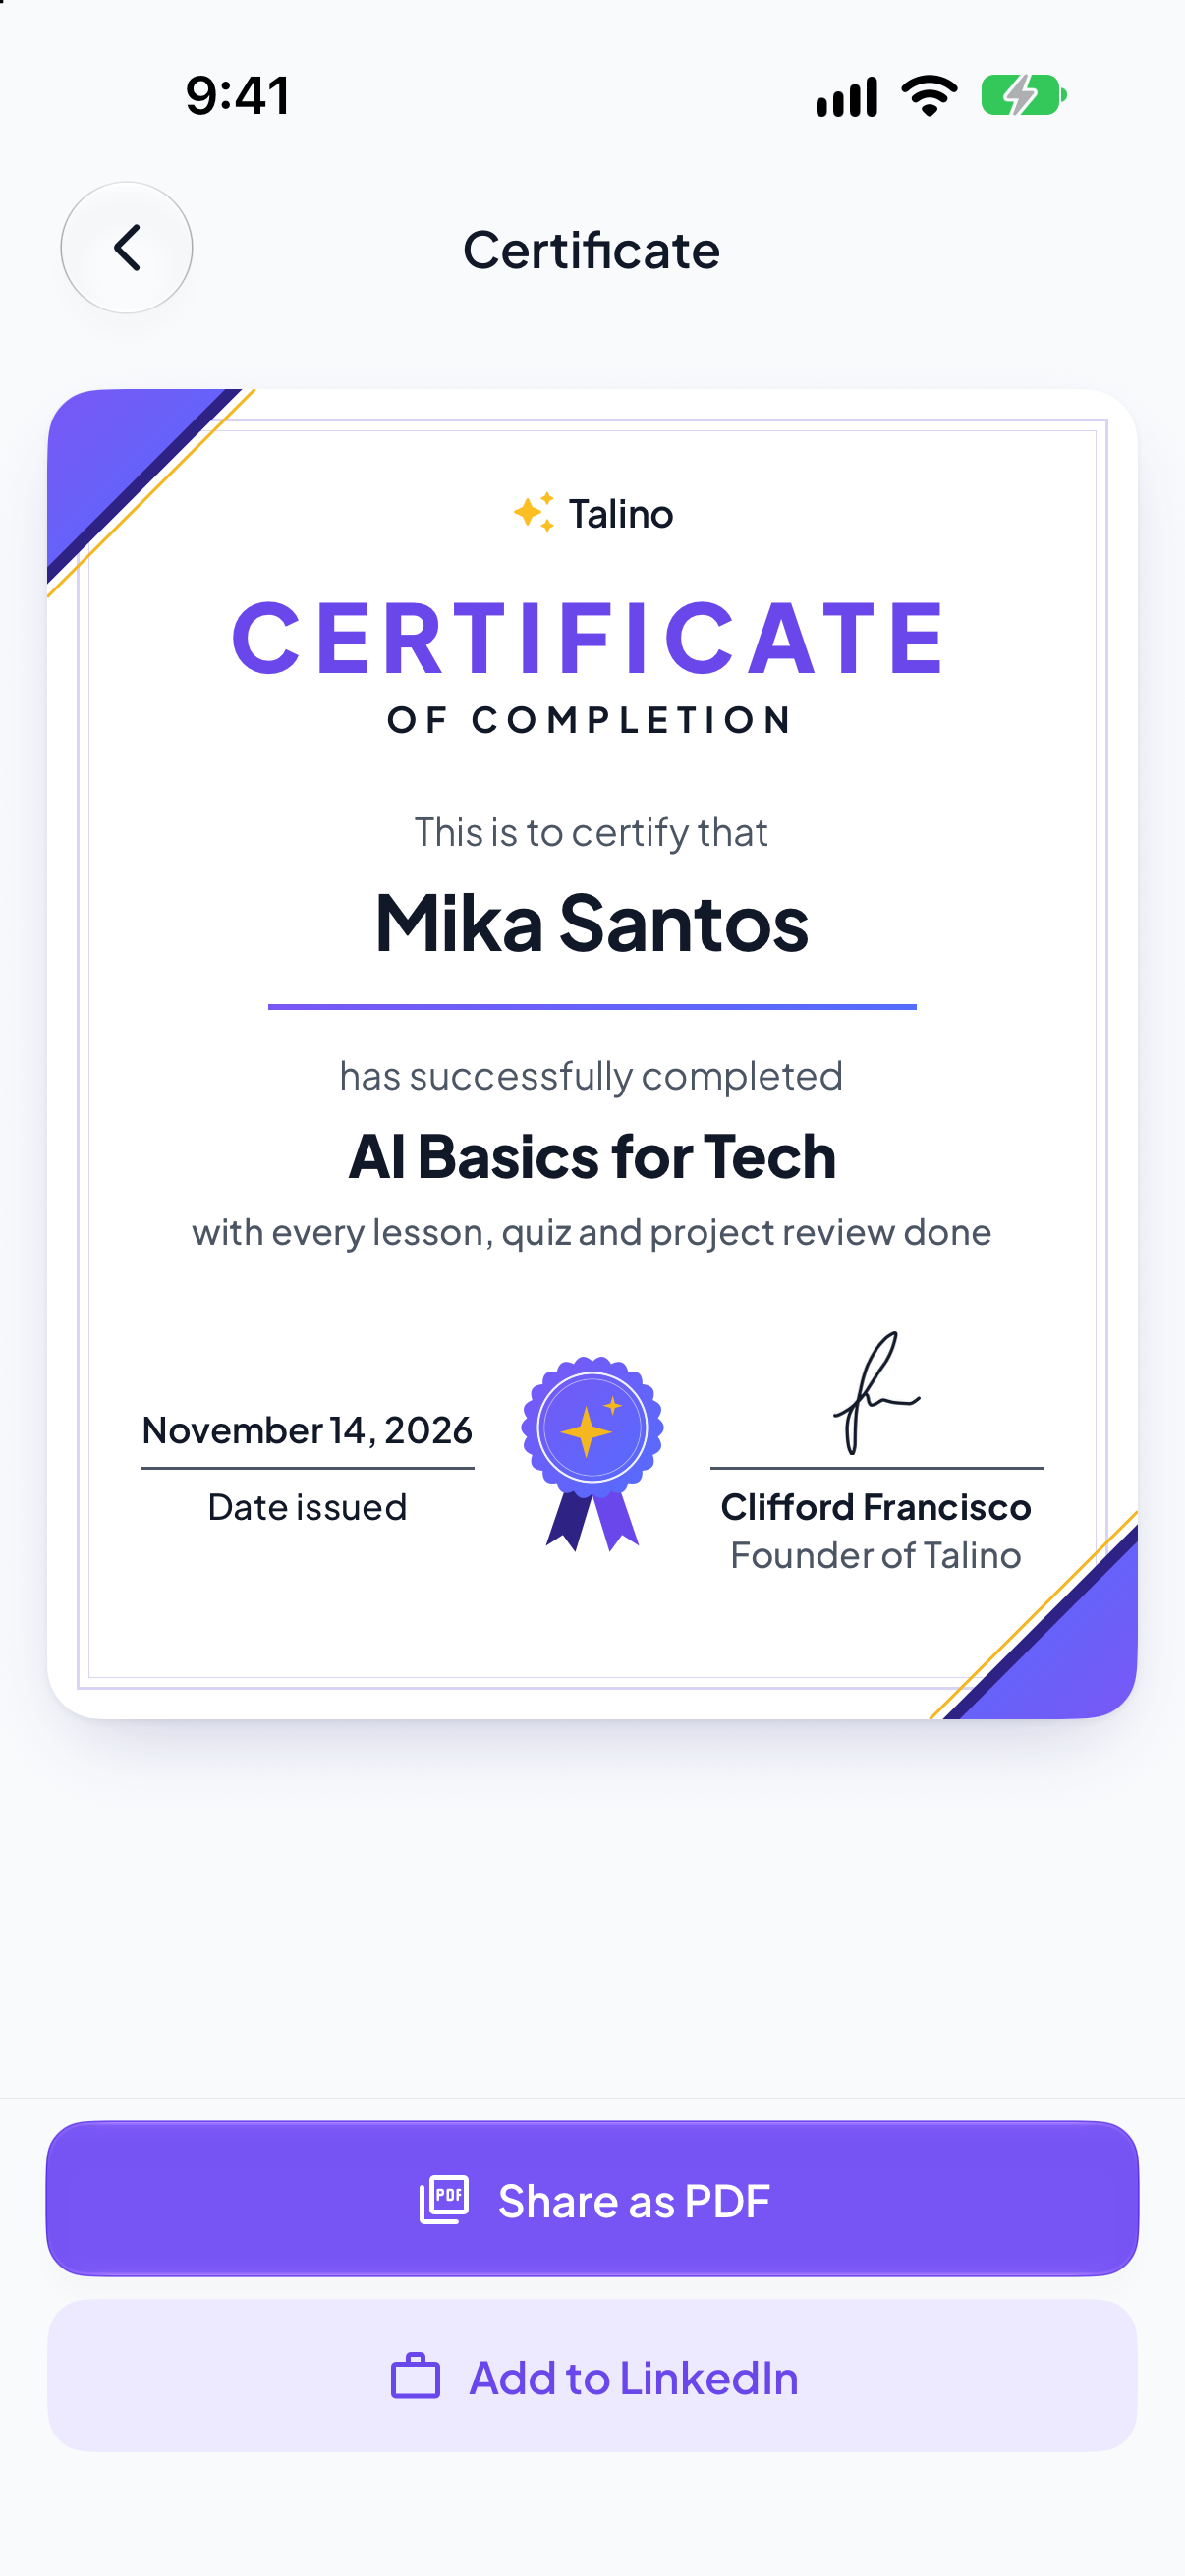 9:41
Certificate
Talino
CERTIFICATE
OF COMPLETION
This is to certify that
Mika Santos
has successfully completed
AI Basics for Tech
with every lesson, quiz and project review done
November 14, 2026
Date issued
Clifford Francisco
Founder of Talino
PDF Share as PDF
Add to LinkedIn